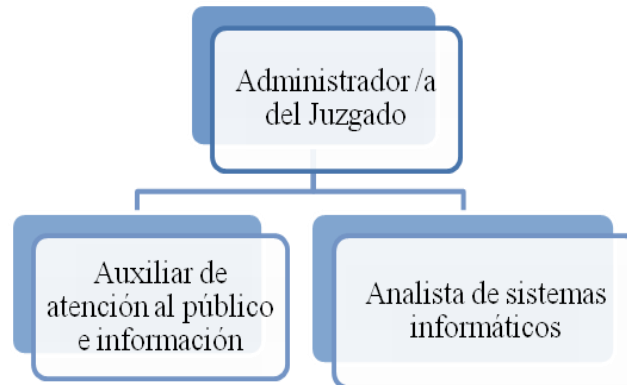 Administrador /a
del Juzgado
Auxiliar de
atención al público
e información
Analista de sistemas
informáticos